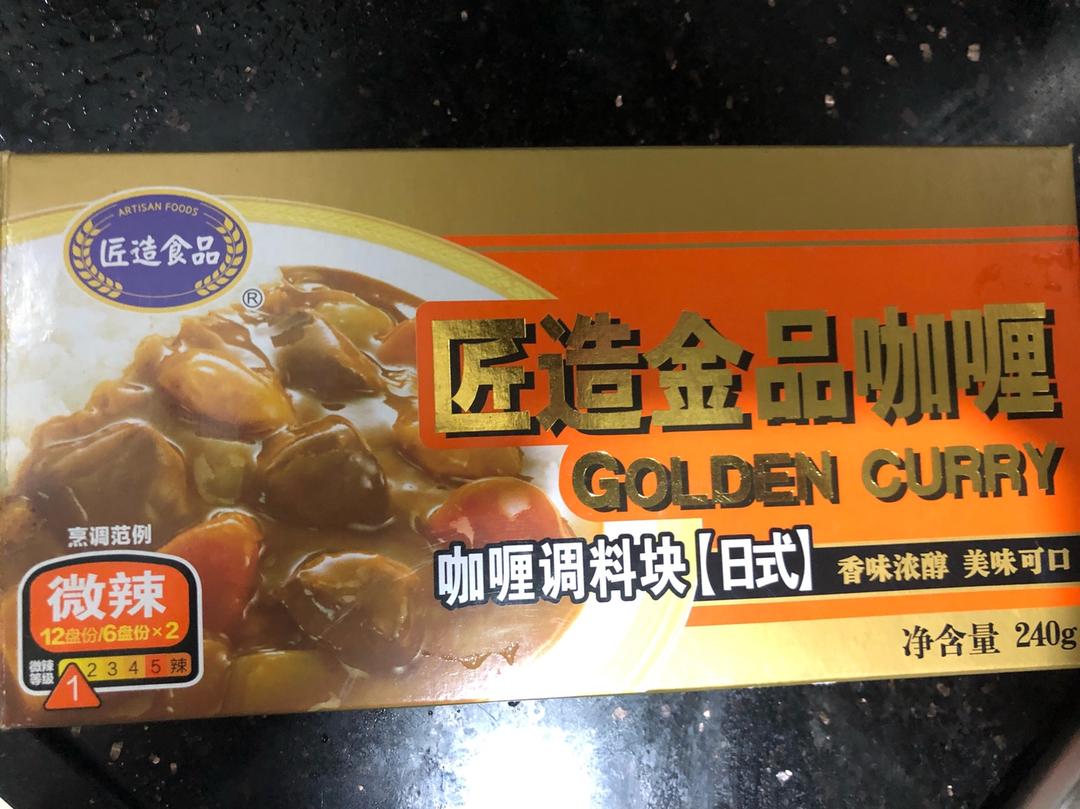 ARTISAN FOODS
匠造食品
®
匠造金品咖喱
GOLDEN CURRY
咖喱调料块【日式】
香味浓醇 美味可口
净含量 240g
烹调范例
微辣
12盘份/6盘份×2
微辣等级 1 2 3 4 5 辣